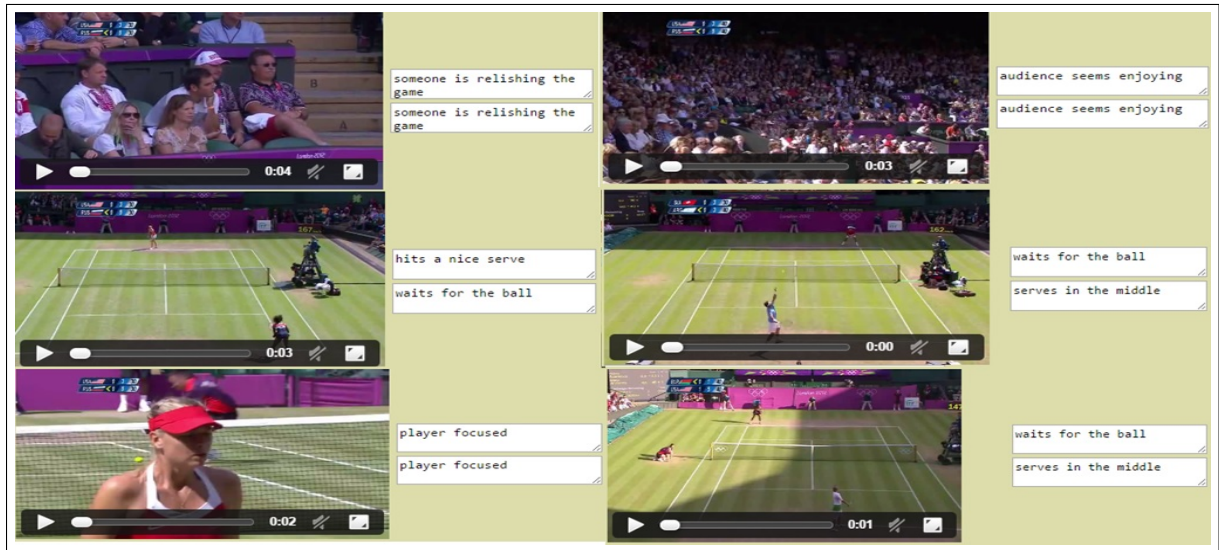 someone is relishing the
game
someone is relishing the
game
0:04
London 2012
audience seems enjoying
audience seems enjoying
0:03
hits a nice serve
waits for the ball
0:03
waits for the ball
serves in the middle
0:00
player focused
player focused
0:02
waits for the ball
serves in the middle
0:01